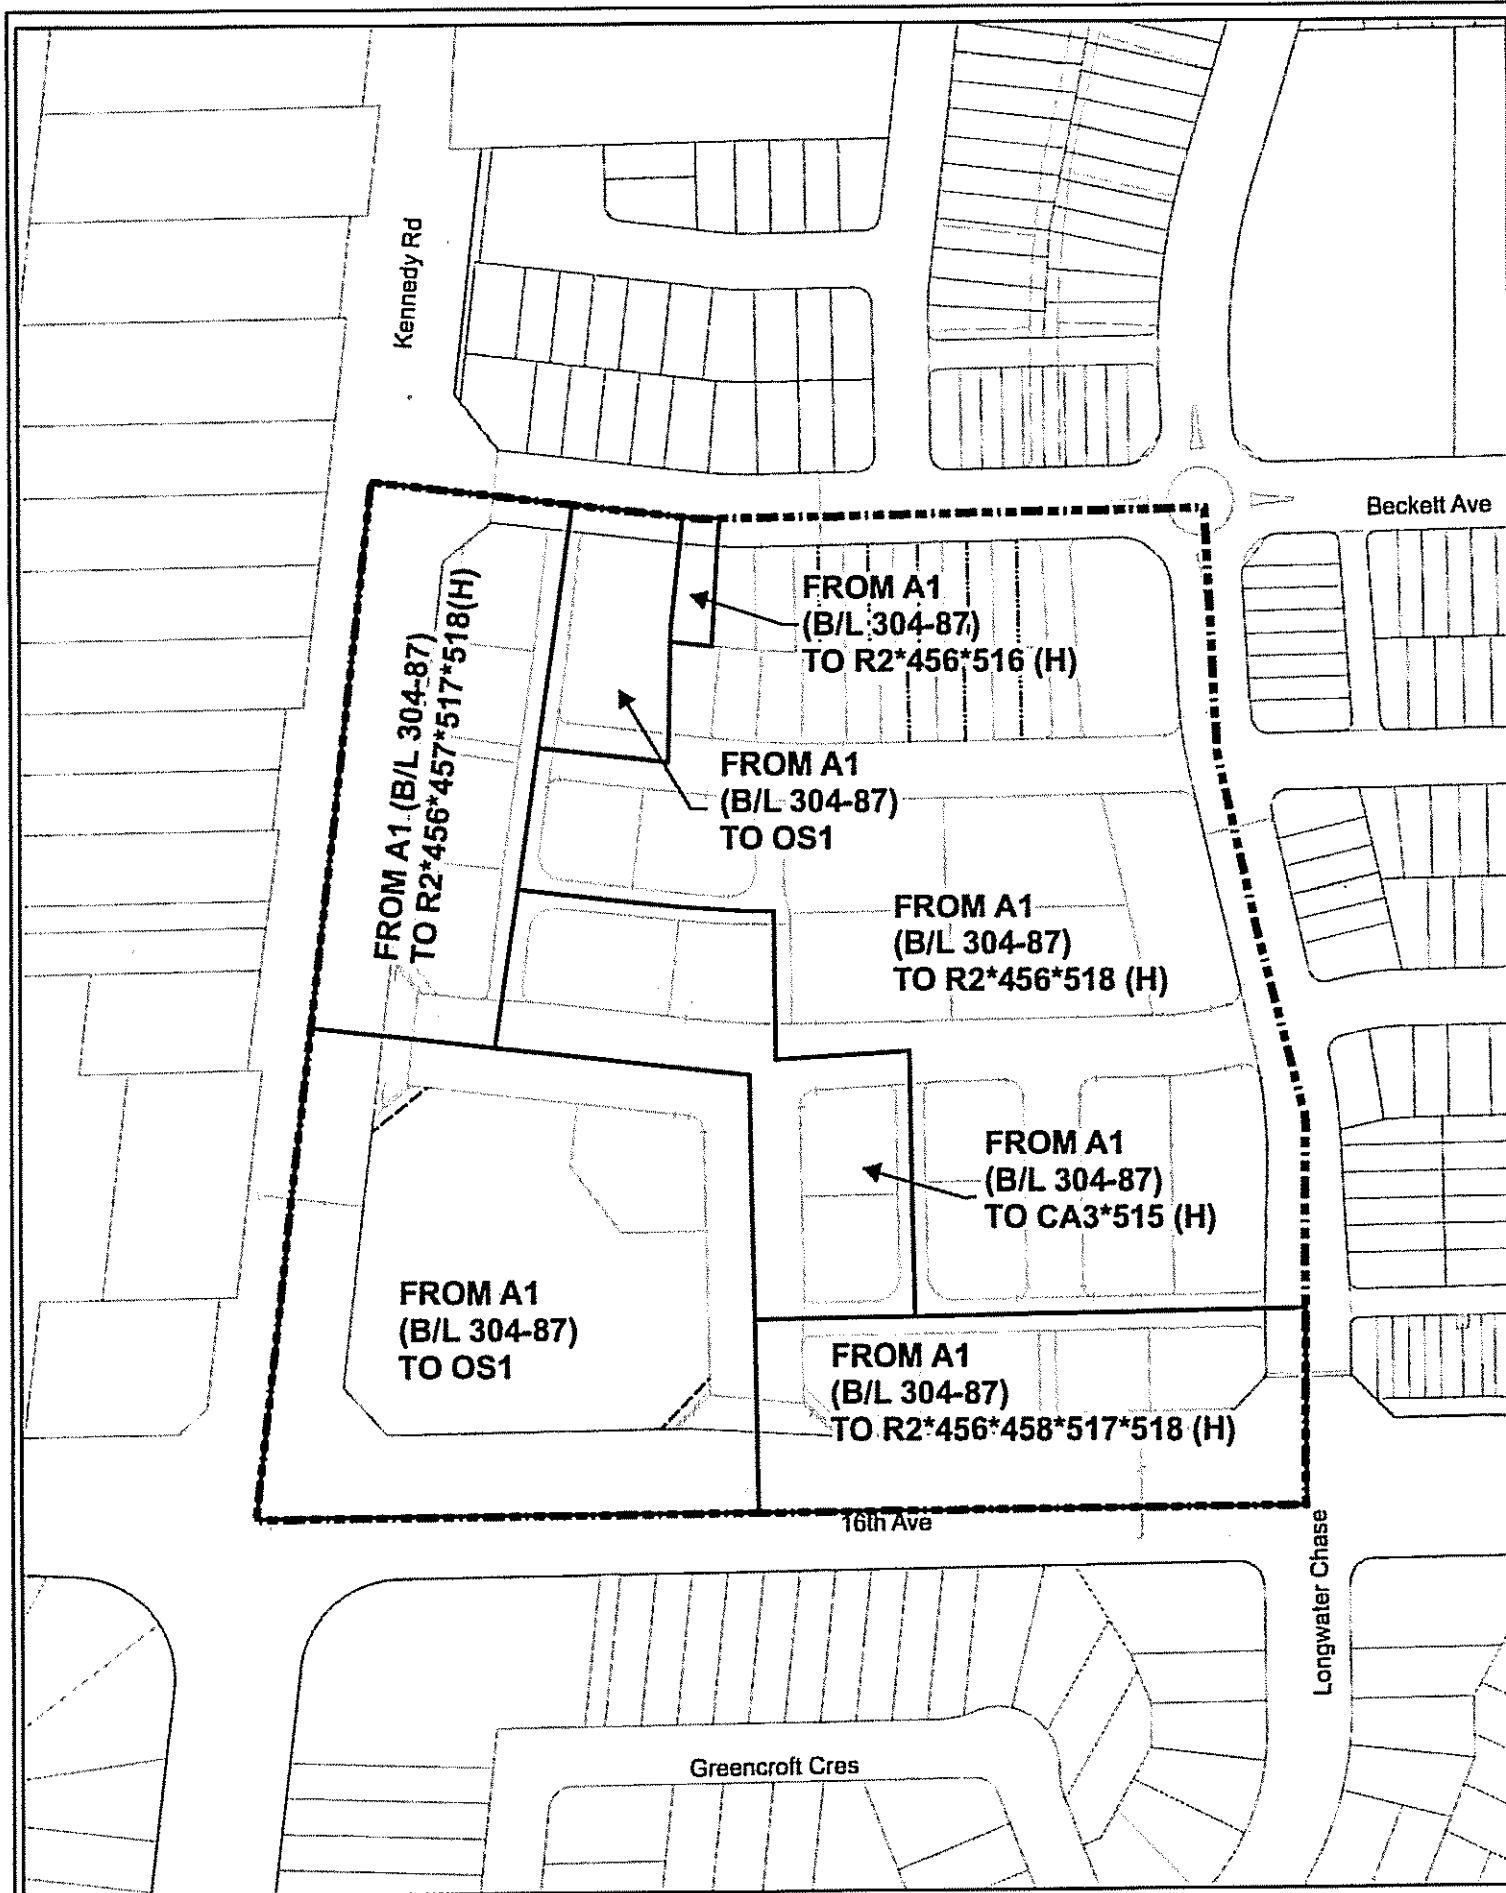 Kennedy Rd
Beckett Ave
FROM A1 (B/L 304-87)
TO R2*456*457*517*518(H)
FROM A1
(B/L 304-87)
TO R2*456*516 (H)
FROM A1
(B/L 304-87)
TO OS1
FROM A1
(B/L 304-87)
TO R2*456*518 (H)
FROM A1
(B/L 304-87)
TO CA3*515 (H)
FROM A1
(B/L 304-87)
TO OS1
FROM A1
(B/L 304-87)
TO R2*456*458*517*518 (H)
16th Ave
Longwater Chase
Greencroft Cres